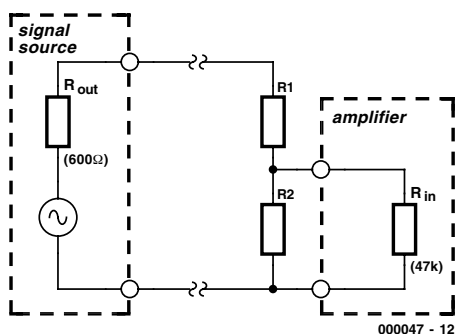 signal
source
R out
(600Ω)
R1
R2
amplifier
R in
(47k)
000047 - 12